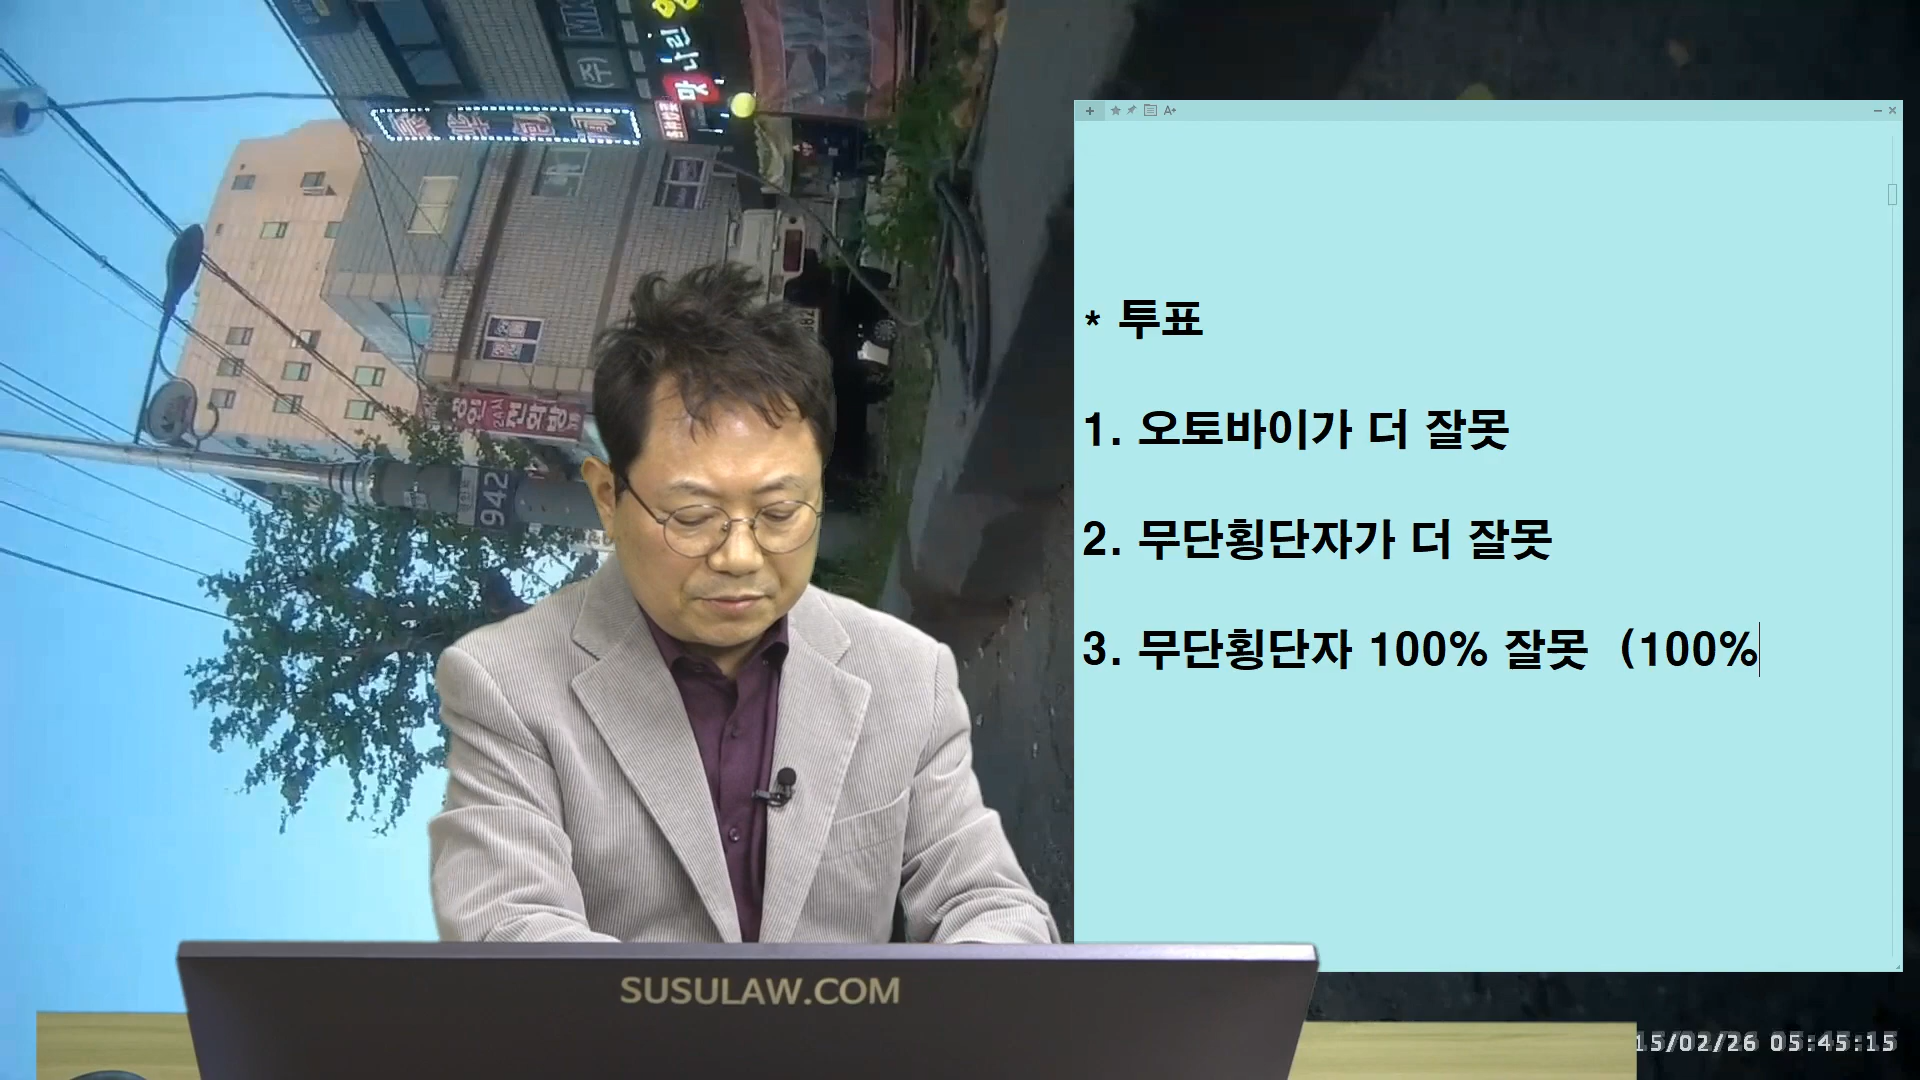 * 투표
1. 오토바이가 더 잘못
2. 무단횡단자가 더 잘못
3. 무단횡단자 100% 잘못 (100%
SUSULAW.COM
15/02/26 05:45:15
942
(주)